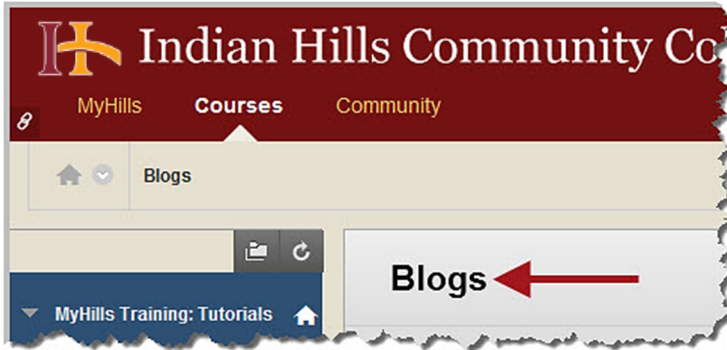 Indian Hills Community Co
MyHills Courses Community
Blogs
Blogs
MyHills Training: Tutorials